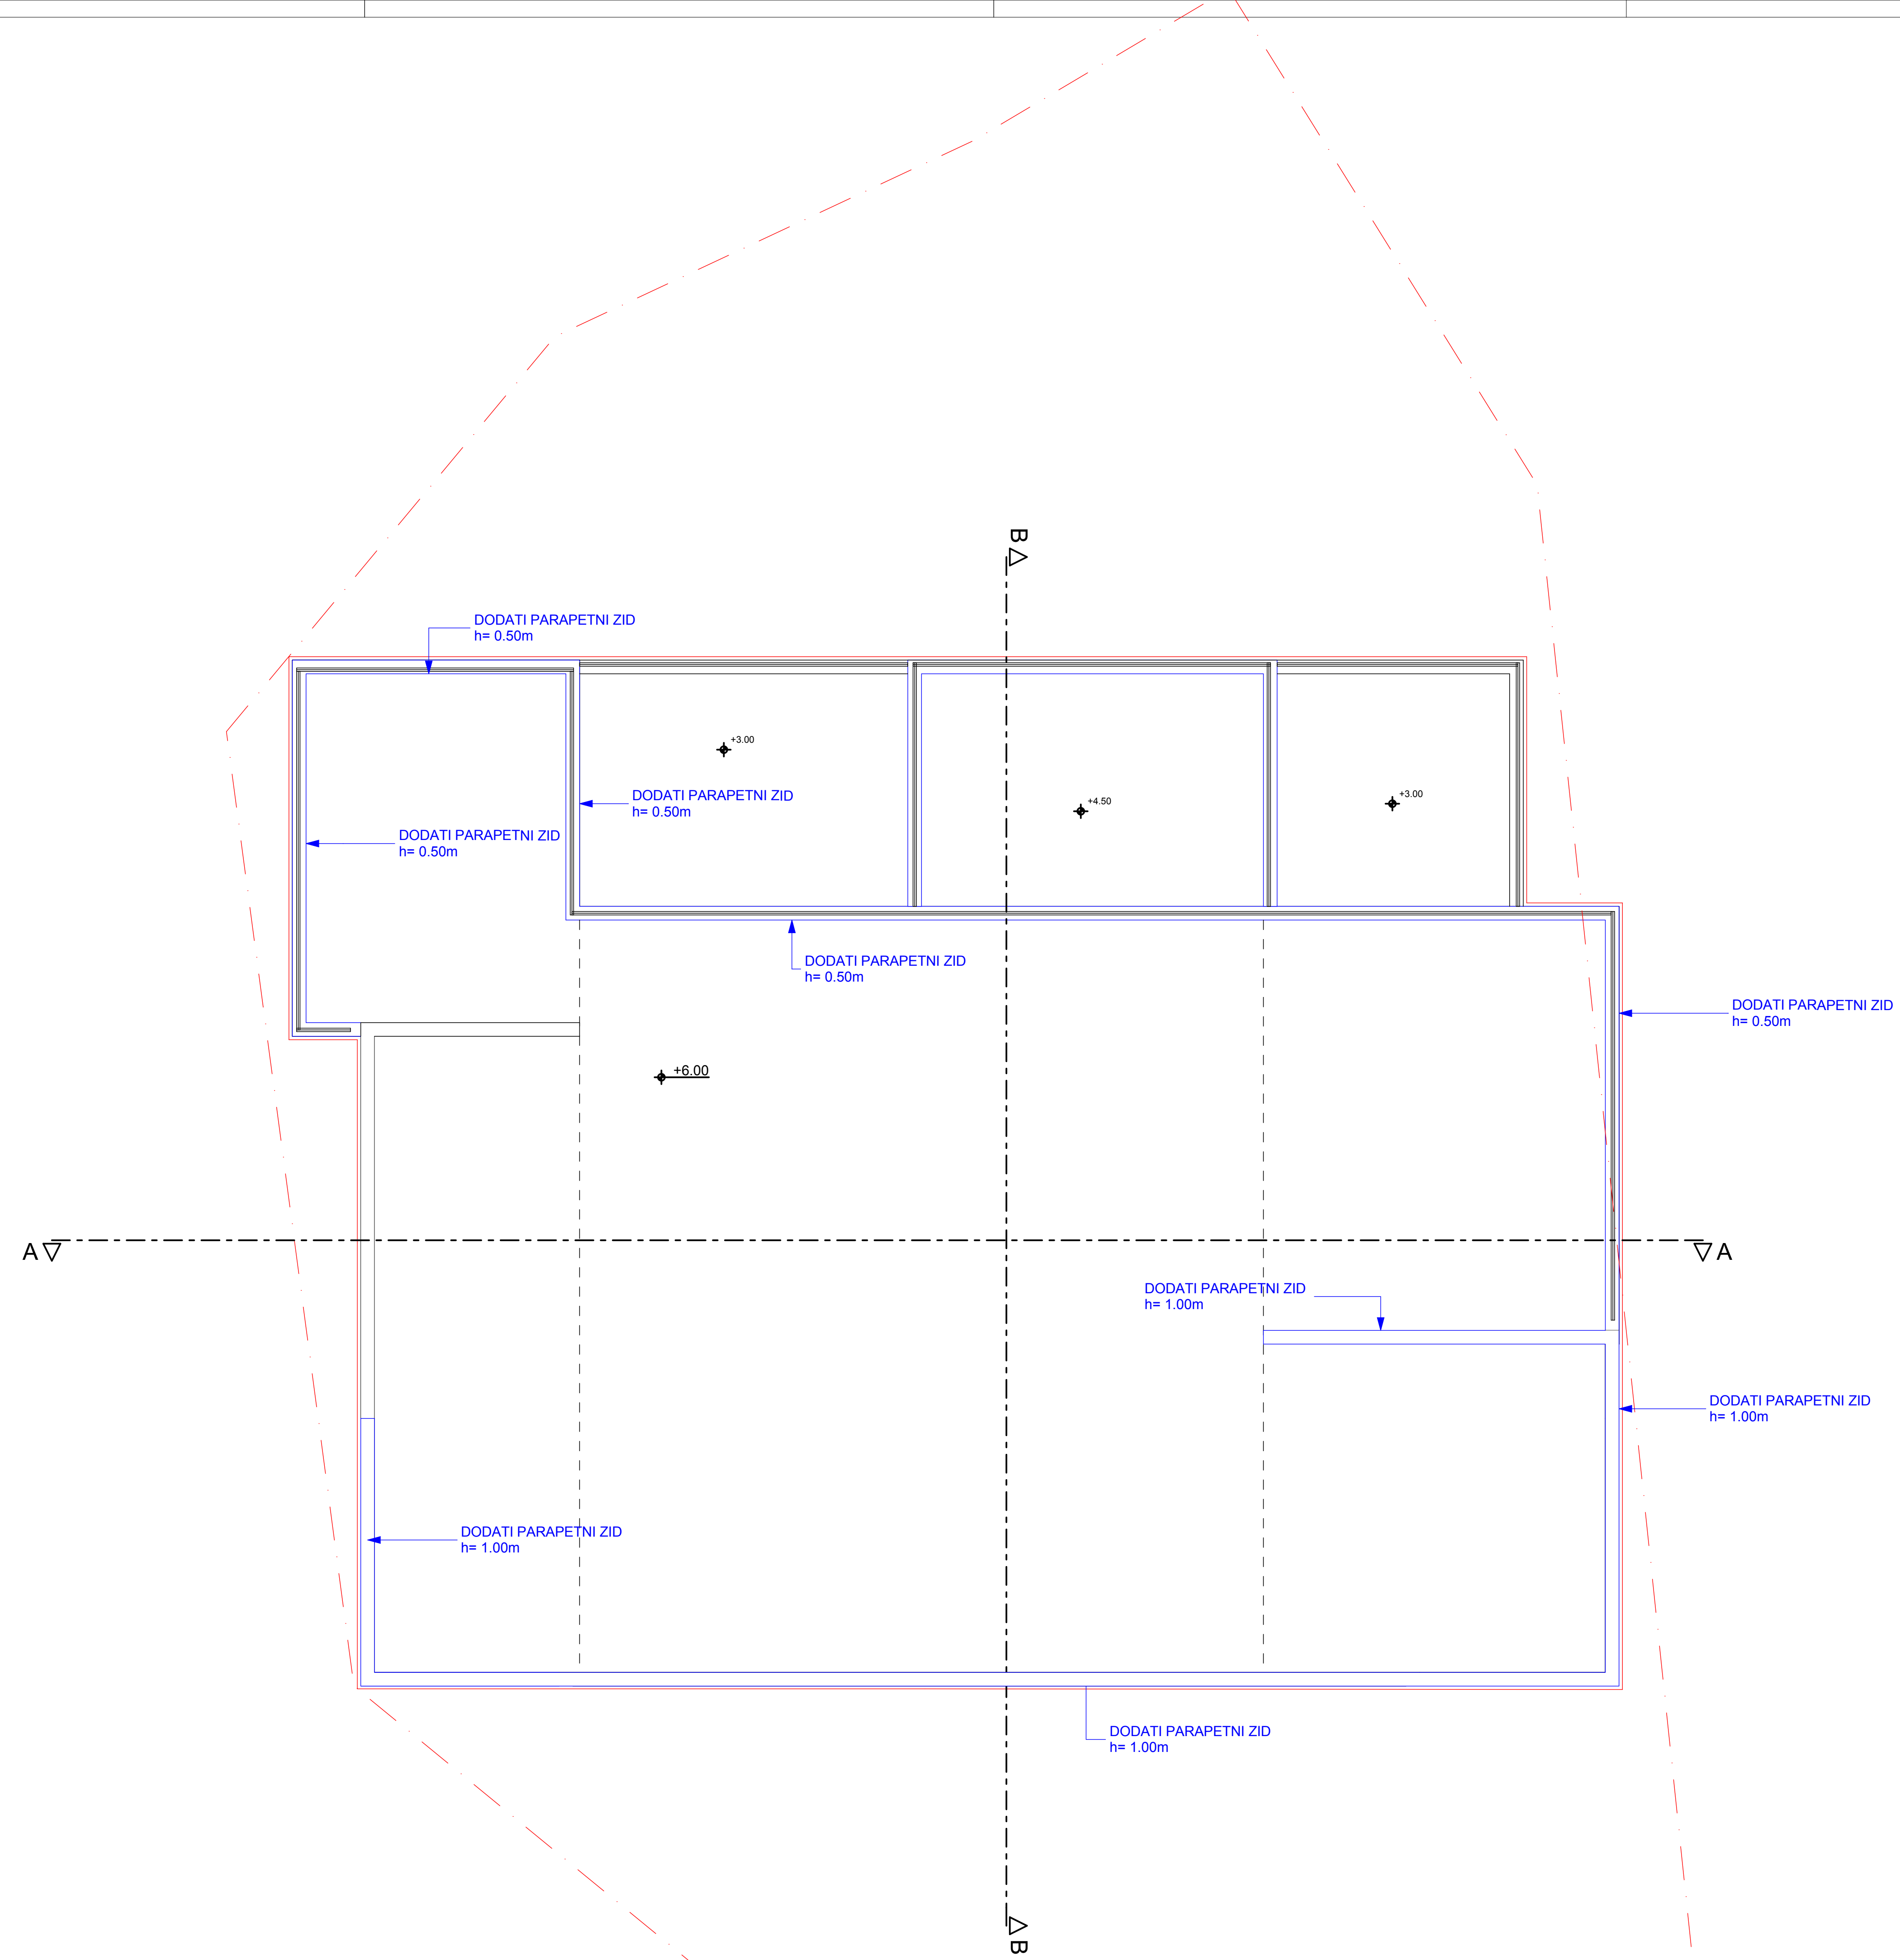 B
DODATI PARAPETNI ZID
h= 0.50m
+3.00
DODATI PARAPETNI ZID
h= 0.50m
+4.50
+3.00
DODATI PARAPETNI ZID
h= 0.50m
DODATI PARAPETNI ZID
h= 0.50m
DODATI PARAPETNI ZID
h= 0.50m
+6.00
A
A
DODATI PARAPETNI ZID
h= 1.00m
DODATI PARAPETNI ZID
h= 1.00m
DODATI PARAPETNI ZID
h= 1.00m
DODATI PARAPETNI ZID
h= 1.00m
B